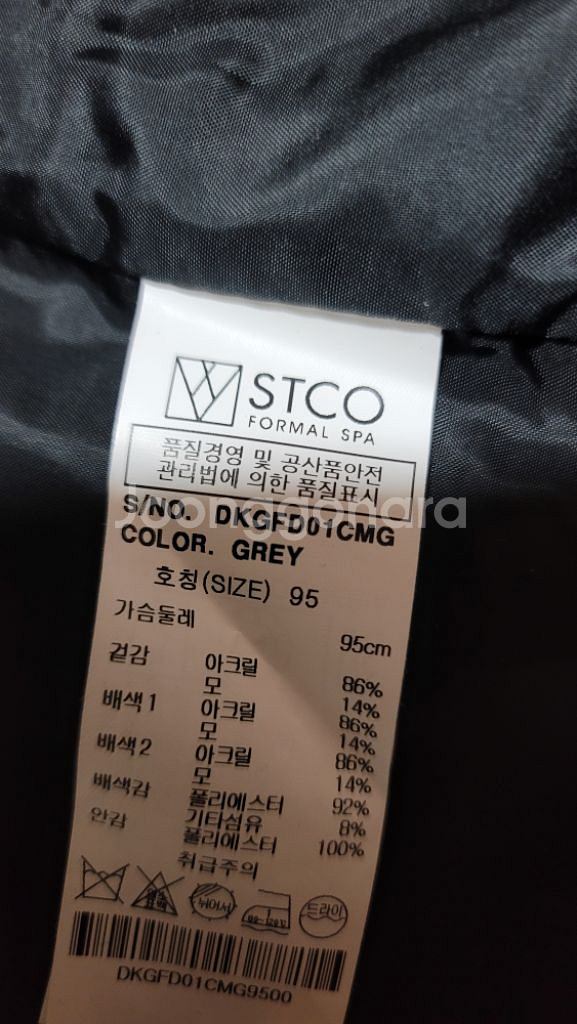 STCO
FORMAL SPA
품질경영 및 공산품안전
관리법에 의한 품질표시
Joonggonara
S/NO. DKGFD01CMG
COLOR. GREY
호칭(SIZE) 95
가슴둘레 95cm
겉감 아크릴 86%
모 14%
배색1 아크릴 86%
모 14%
배색2 아크릴 86%
모 14%
배색감 폴리에스터 92%
기타섬유 8%
안감 폴리에스터 100%
취급주의
뉘어서
드라이
DKGFD01CMG9500